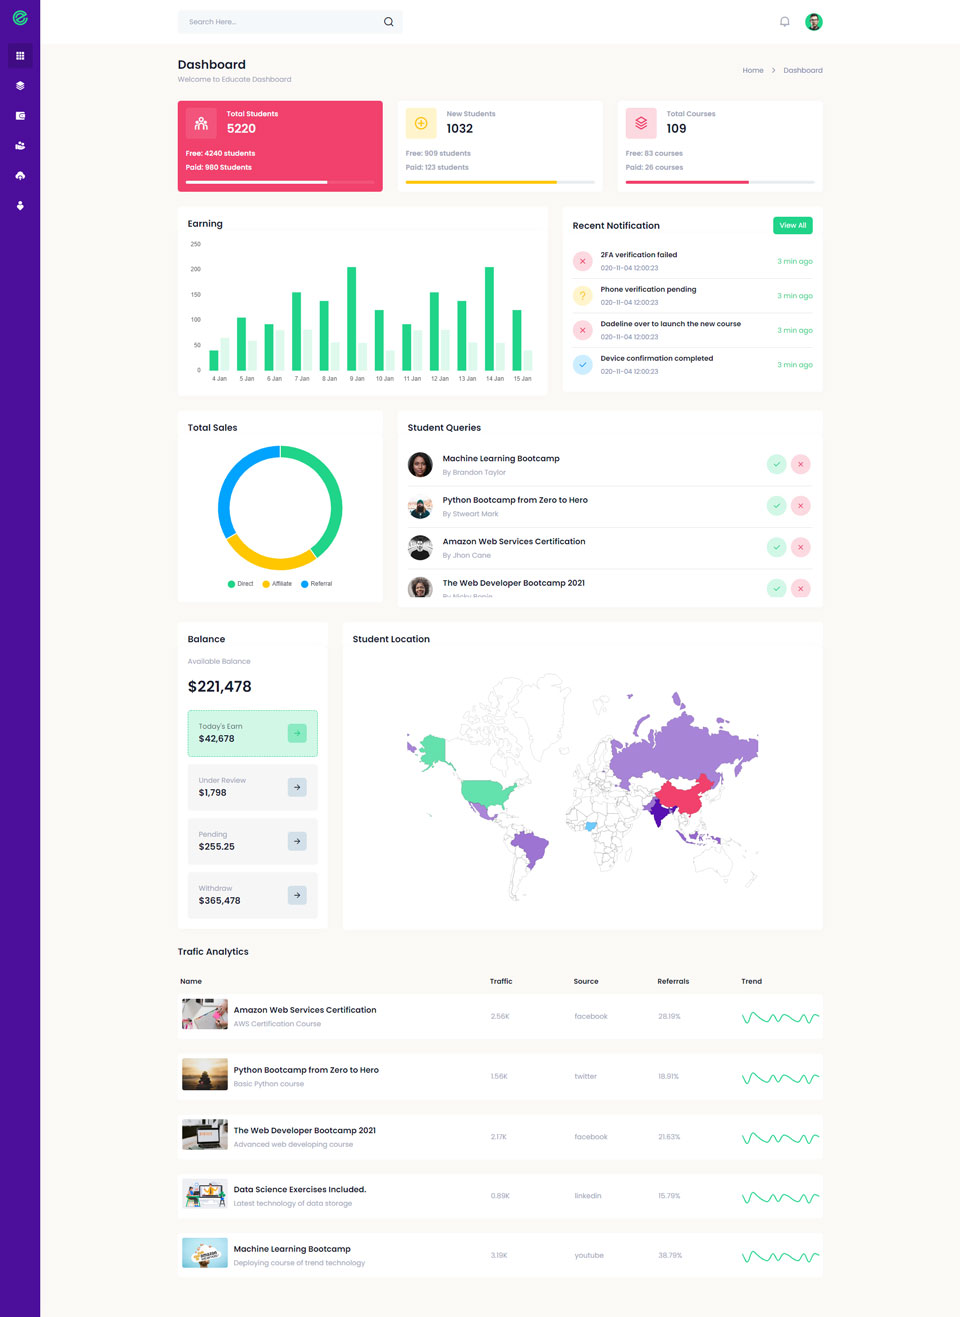 Search Here...
Dashboard
Welcome to Educate Dashboard
Home > Dashboard
Total Students
5220
Free: 4240 students
Paid: 980 Students
New Students
1032
Free: 909 students
Paid: 123 students
Total Courses
109
Free: 83 courses
Paid: 26 courses
Earning
250
200
150
100
50
0
4 Jan 5 Jan 6 Jan 7 Jan 8 Jan 9 Jan 10 Jan 11 Jan 12 Jan 13 Jan 14 Jan 15 Jan
Recent Notification
View All
2FA verification failed
020-11-04 12:00:23
3 min ago
Phone verification pending
020-11-04 12:00:23
3 min ago
Dadeline over to launch the new course
020-11-04 12:00:23
3 min ago
Device confirmation completed
020-11-04 12:00:23
3 min ago
Total Sales
Direct Affiliate Referral
Student Queries
Machine Learning Bootcamp
By Brandon Taylor
Python Bootcamp from Zero to Hero
By Stweart Mark
Amazon Web Services Certification
By Jhon Cane
The Web Developer Bootcamp 2021
Balance
Available Balance
$221,478
Today's Earn
$42,678
Under Review
$1,798
Pending
$255.25
Withdraw
$365,478
Student Location
Trafic Analytics
Name Traffic Source Referrals Trend
Amazon Web Services Certification
AWS Certification Course
2.56K facebook 28.19%
Python Bootcamp from Zero to Hero
Basic Python course
1.56K twitter 18.91%
The Web Developer Bootcamp 2021
Advanced web developing course
2.17K facebook 21.63%
Data Science Exercises Included.
Latest technology of data storage
0.89K linkedin 15.79%
Machine Learning Bootcamp
Deploying course of trend technology
3.19K youtube 38.79%